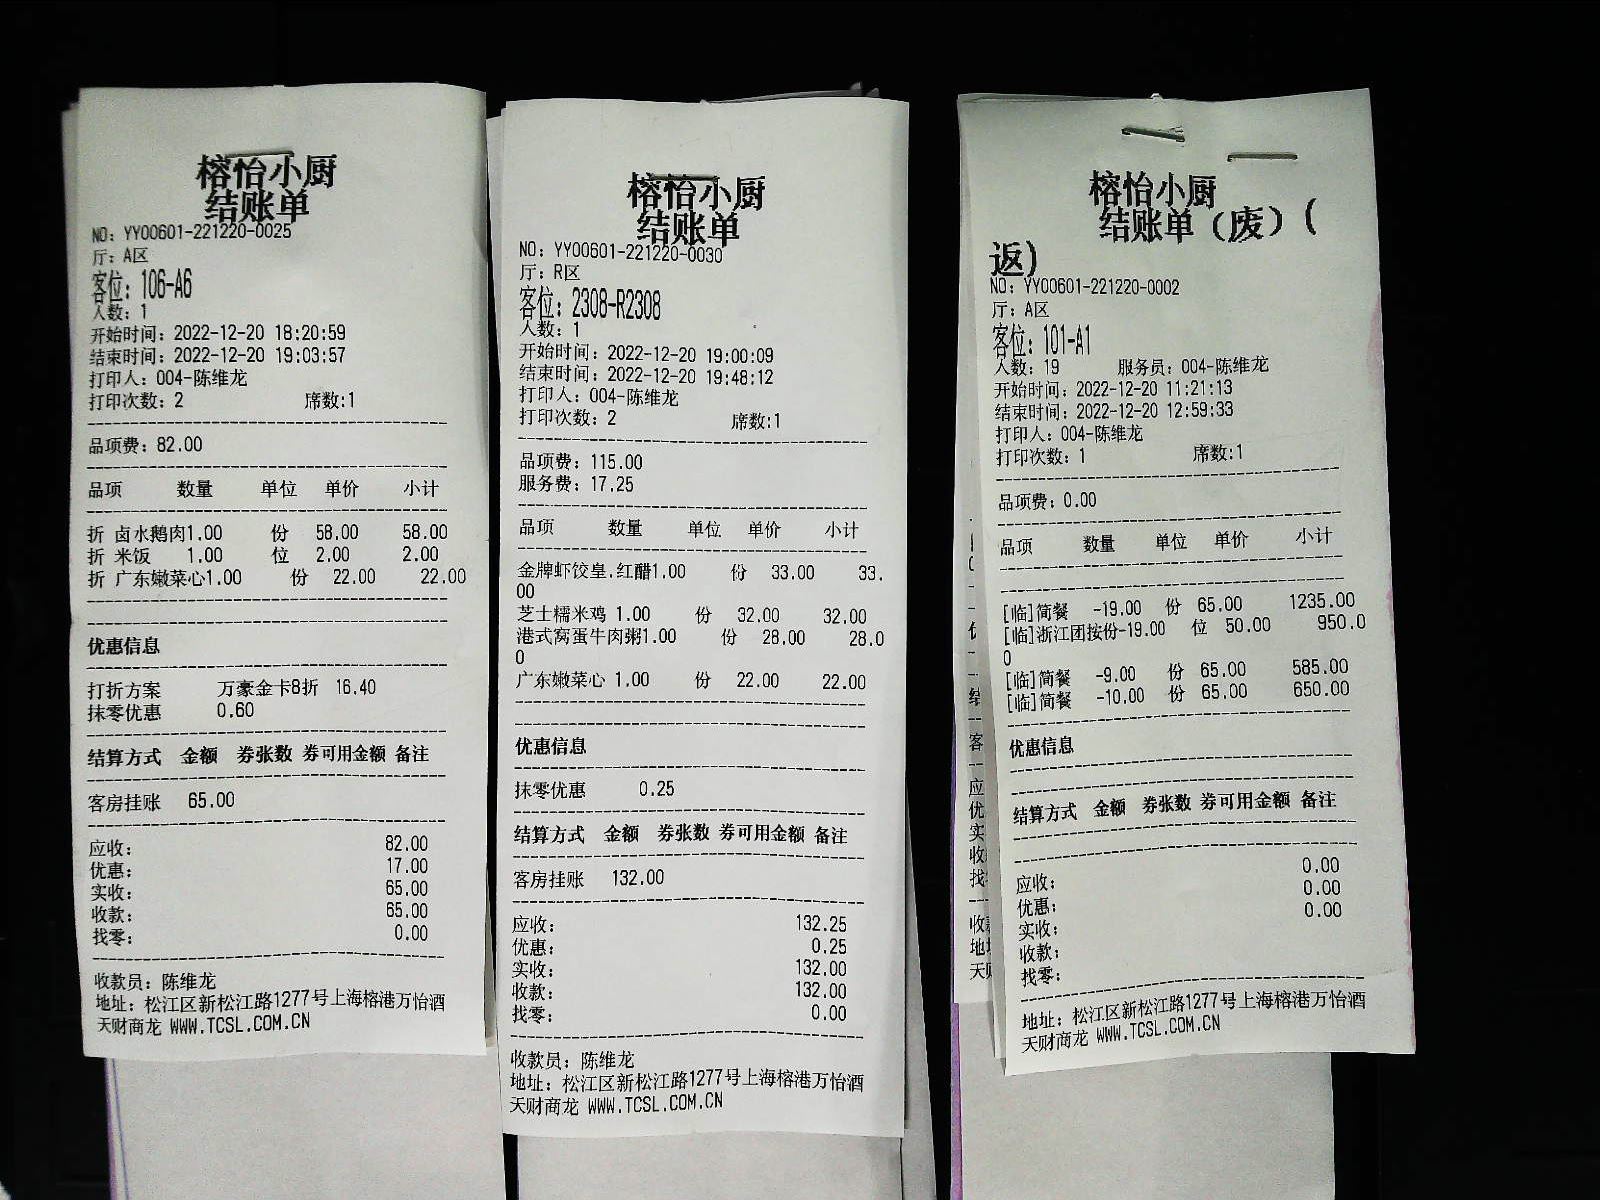 榕怡小厨
结账单
NO: YY00601-221220-0025
厅: A区
客位: 106-A6
人数: 1
开始时间: 2022-12-20 18:20:59
结束时间: 2022-12-20 19:03:57
打印人: 004-陈维龙
打印次数: 2 席数:1
品项费: 82.00
品项 数量 单位 单价 小计
折 卤水鹅肉1.00 份 58.00 58.00
折 米饭 1.00 位 2.00 2.00
折 广东嫩菜心1.00 份 22.00 22.00
优惠信息
打折方案 万豪金卡8折 16.40
抹零优惠 0.60
结算方式 金额 券张数 券可用金额 备注
客房挂账 65.00
应收: 82.00
优惠: 17.00
实收: 65.00
收款: 65.00
找零: 0.00
收款员: 陈维龙
地址: 松江区新松江路1277号上海榕港万怡酒
天财商龙 WWW.TCSL.COM.CN
榕怡小厨
结账单
NO: YY00601-221220-0030
厅: R区
客位: 2308-R2308
人数: 1
开始时间: 2022-12-20 19:00:09
结束时间: 2022-12-20 19:48:12
打印人: 004-陈维龙
打印次数: 2 席数:1
品项费: 115.00
服务费: 17.25
品项 数量 单位 单价 小计
金牌虾饺皇.红醋1.00 份 33.00 33.
00
芝士糯米鸡 1.00 份 32.00 32.00
港式窝蛋牛肉粥1.00 份 28.00 28.0
0
广东嫩菜心 1.00 份 22.00 22.00
优惠信息
抹零优惠 0.25
结算方式 金额 券张数 券可用金额 备注
客房挂账 132.00
应收: 132.25
优惠: 0.25
实收: 132.00
收款: 132.00
找零: 0.00
收款员: 陈维龙
地址: 松江区新松江路1277号上海榕港万怡酒
天财商龙 WWW.TCSL.COM.CN
榕怡小厨
结账单(废)(
返)
NO: YY00601-221220-0002
厅: A区
客位: 101-A1
人数: 19 服务员: 004-陈维龙
开始时间: 2022-12-20 11:21:13
结束时间: 2022-12-20 12:59:33
打印人: 004-陈维龙
打印次数: 1 席数:1
品项费: 0.00
品项 数量 单位 单价 小计
[临]简餐 -19.00 份 65.00 1235.00
[临]浙江团按份-19.00 位 50.00 950.0
0
[临]简餐 -9.00 份 65.00 585.00
[临]简餐 -10.00 份 65.00 650.00
优惠信息
结算方式 金额 券张数 券可用金额 备注
应收: 0.00
优惠: 0.00
实收: 0.00
收款:
找零:
地址: 松江区新松江路1277号上海榕港万怡酒
天财商龙 WWW.TCSL.COM.CN